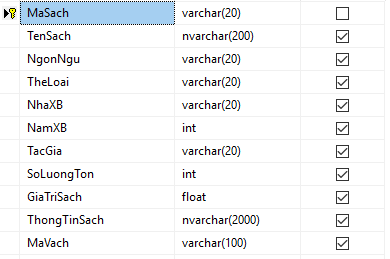 MaSach varchar(20)
TenSach nvarchar(200)
NgonNgu varchar(20)
TheLoai varchar(20)
NhaXB varchar(20)
NamXB int
TacGia varchar(20)
SoLuongTon int
GiaTriSach float
ThongTinSach nvarchar(2000)
MaVach varchar(100)